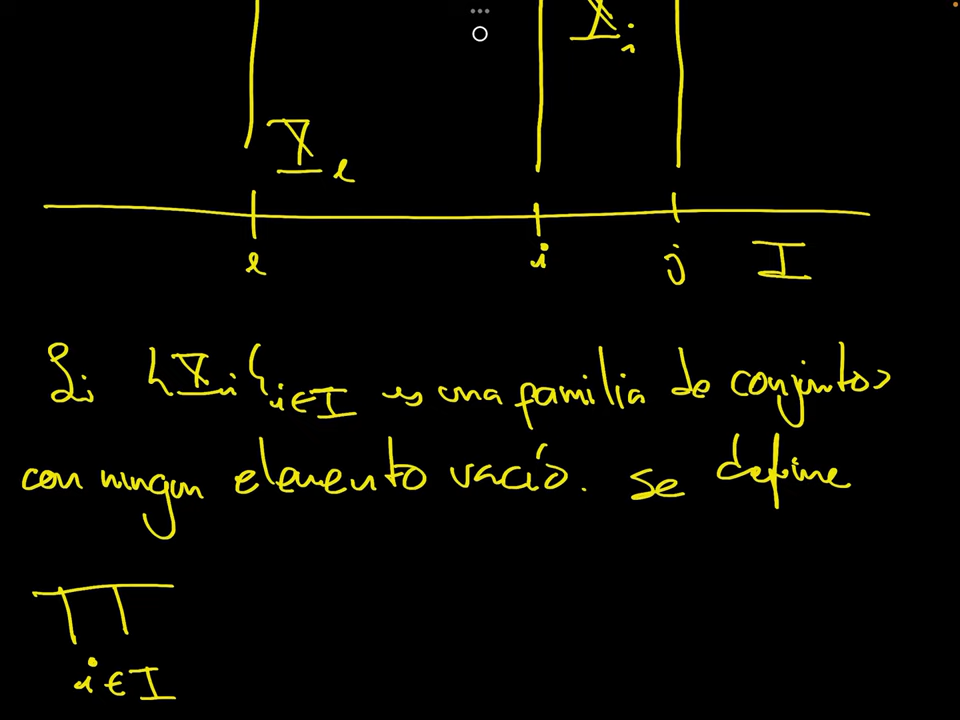 X_i
X_l
l i j I
Si {X_i}_{i∈I} es una familia de conjuntos
con ningun elemento vacío. se define
∏
i∈I